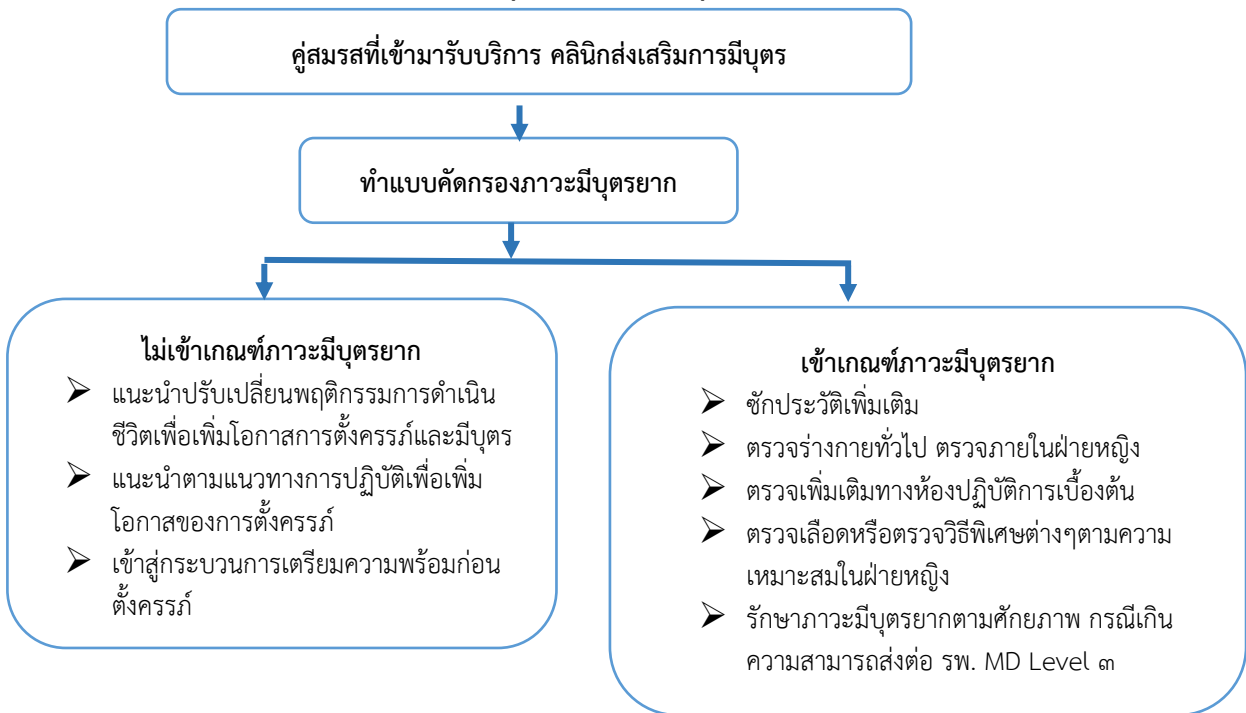 คู่สมรสที่เข้ามารับบริการ คลินิกส่งเสริมการมีบุตร
ทำแบบคัดกรองภาวะมีบุตรยาก
ไม่เข้าเกณฑ์ภาวะมีบุตรยาก
➢ แนะนำปรับเปลี่ยนพฤติกรรมการดำเนิน
ชีวิตเพื่อเพิ่มโอกาสการตั้งครรภ์และมีบุตร
➢ แนะนำตามแนวทางการปฏิบัติเพื่อเพิ่ม
โอกาสของการตั้งครรภ์
➢ เข้าสู่กระบวนการเตรียมความพร้อมก่อน
ตั้งครรภ์
เข้าเกณฑ์ภาวะมีบุตรยาก
➢ ซักประวัติเพิ่มเติม
➢ ตรวจร่างกายทั่วไป ตรวจภายในฝ่ายหญิง
➢ ตรวจเพิ่มเติมทางห้องปฏิบัติการเบื้องต้น
➢ ตรวจเลือดหรือตรวจวิธีพิเศษต่างๆตามความ
เหมาะสมในฝ่ายหญิง
➢ รักษาภาวะมีบุตรยากตามศักยภาพ กรณีเกิน
ความสามารถส่งต่อ รพ. MD Level ๓